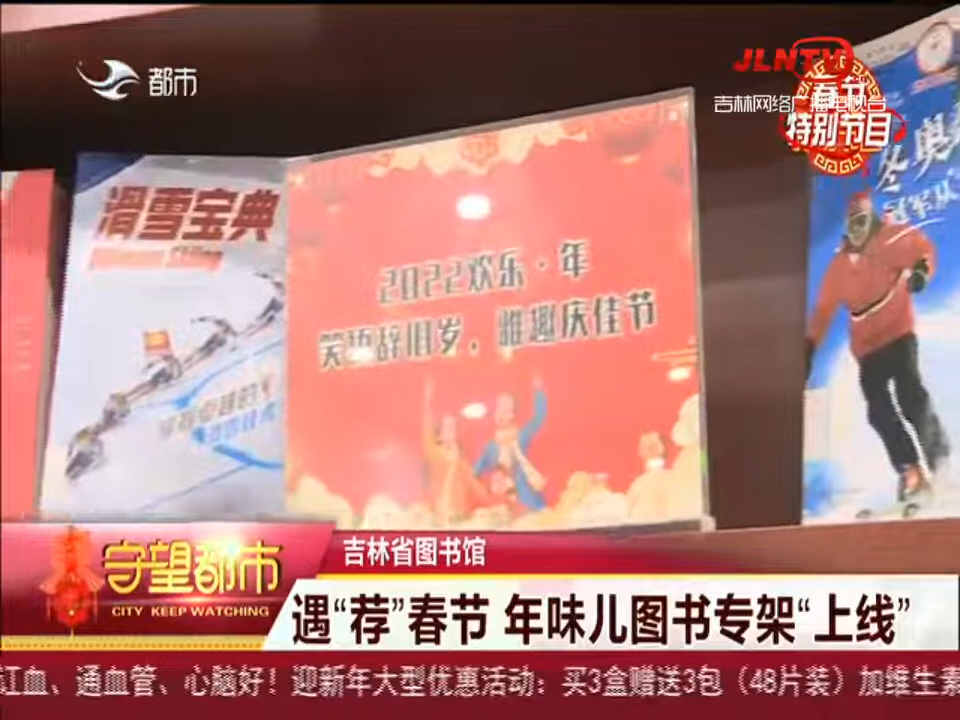 都市
JLNTV
吉林网络广播电视台
春节
特别节目
滑雪宝典
冬奥
冠军从
2022欢乐·年
笑语辞旧岁，雅趣庆佳节
守望都市
CITY KEEP WATCHING
吉林省图书馆
遇“荐”春节 年味儿图书专架“上线”
红血、通血管、心脑好！迎新年大型优惠活动：买3盒赠送3包（48片装）加维生素